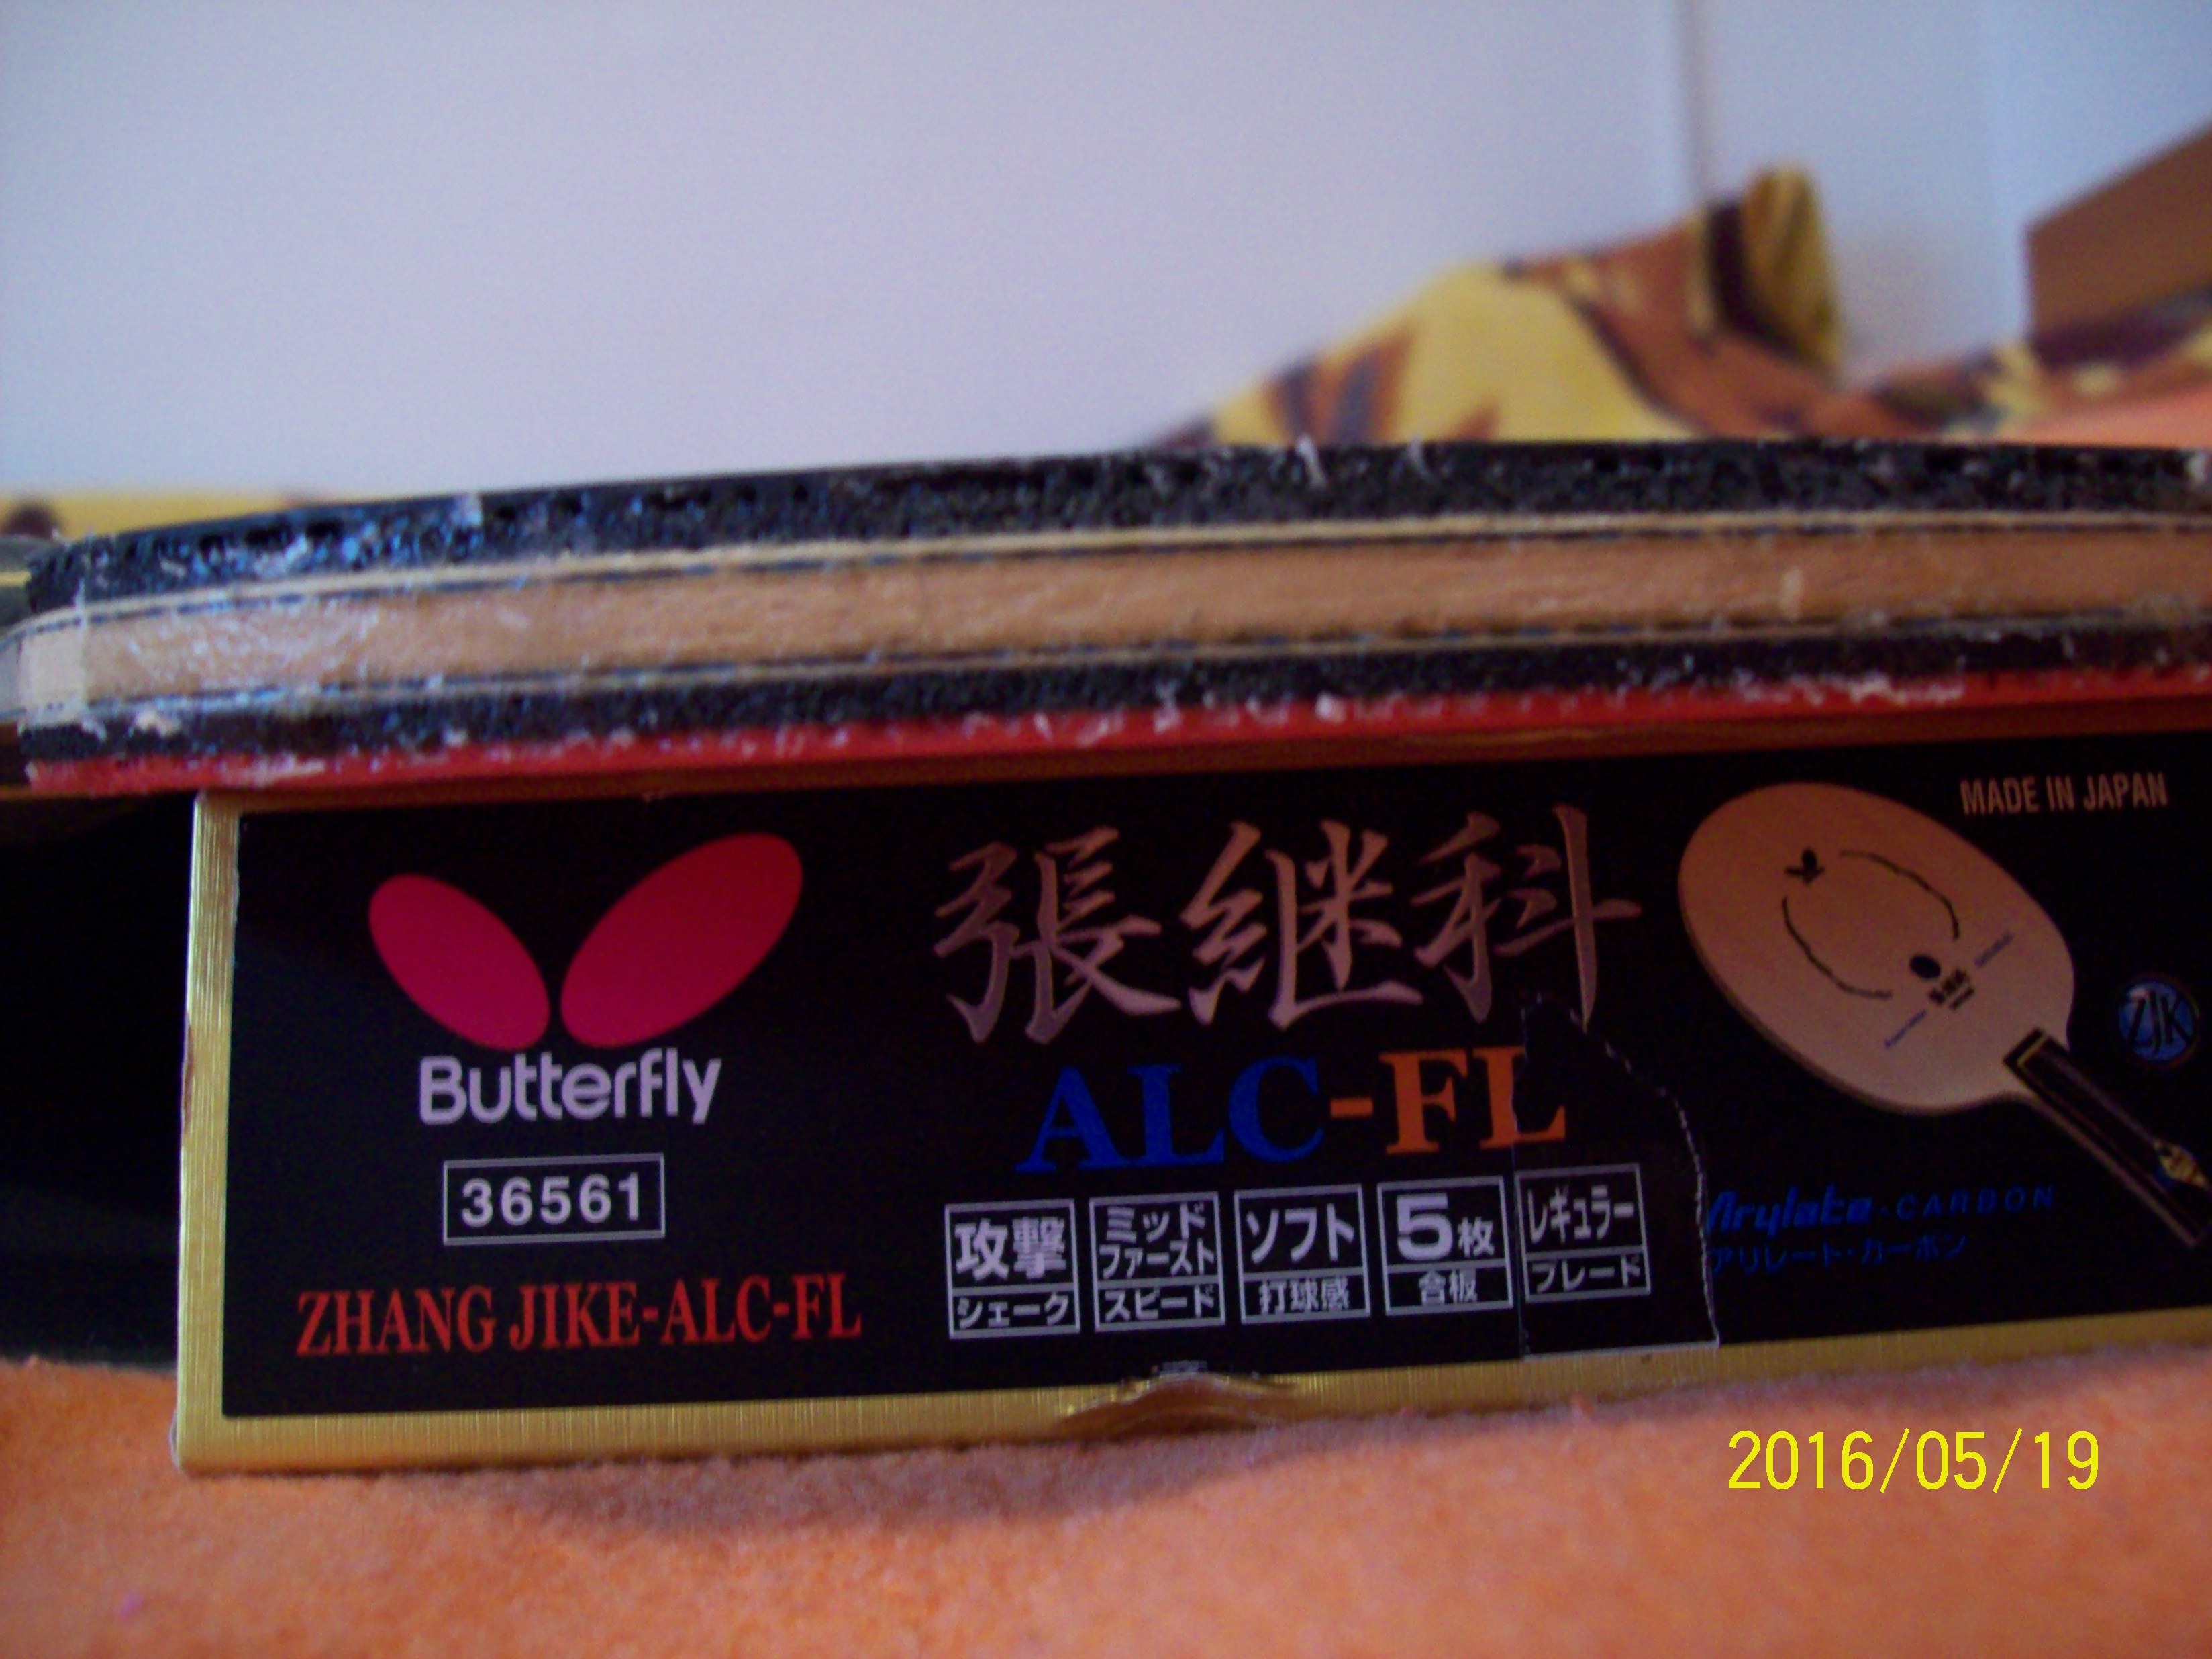 MADE IN JAPAN
張継科
Butterfly
ALC-FL
ZJK
36561
攻撃
シェーク
ミッド
ファースト
スピード
ソフト
打球感
5枚
合板
レギュラー
ブレード
Arylate-CARBON
アリレート・カーボン
ZHANG JIKE-ALC-FL
2016/05/19